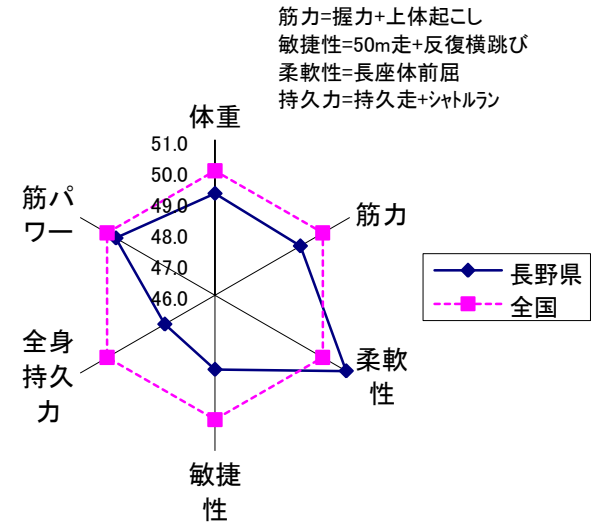 筋力=握力+上体起こし
敏捷性=50m走+反復横跳び
柔軟性=長座体前屈
持久力=持久走+シャトルラン
体重
51.0
50.0
49.0
48.0
47.0
46.0
筋パ
ワー
筋力
長野県
全国
全身
持久
力
柔軟
性
敏捷
性